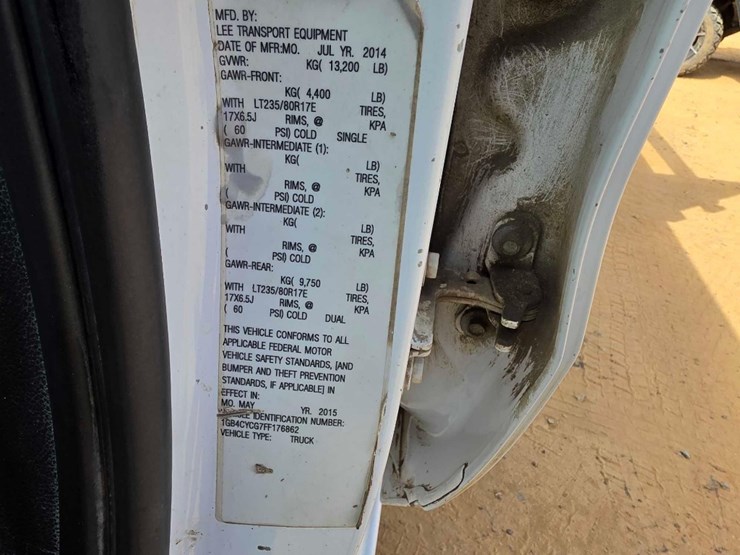 MFD. BY:
LEE TRANSPORT EQUIPMENT
DATE OF MFR:MO. JUL YR. 2014
GVWR: KG( 13,200 LB)
GAWR-FRONT:
KG( 4,400 LB)
WITH LT235/80R17E TIRES,
17X6.5J RIMS, @ KPA
( 60 PSI) COLD SINGLE
GAWR-INTERMEDIATE (1):
KG( LB)
WITH TIRES,
RIMS, @ KPA
( PSI) COLD
GAWR-INTERMEDIATE (2):
KG( LB)
WITH TIRES,
RIMS, @ KPA
( PSI) COLD
GAWR-REAR:
KG( 9,750 LB)
WITH LT235/80R17E TIRES,
17X6.5J RIMS, @ KPA
( 60 PSI) COLD DUAL
THIS VEHICLE CONFORMS TO ALL
APPLICABLE FEDERAL MOTOR
VEHICLE SAFETY STANDARDS, [AND
BUMPER AND THEFT PREVENTION
STANDARDS, IF APPLICABLE] IN
EFFECT IN:
MO. MAY YR. 2015
IDENTIFICATION NUMBER:
1GB4CYCG7FF176862
VEHICLE TYPE: TRUCK